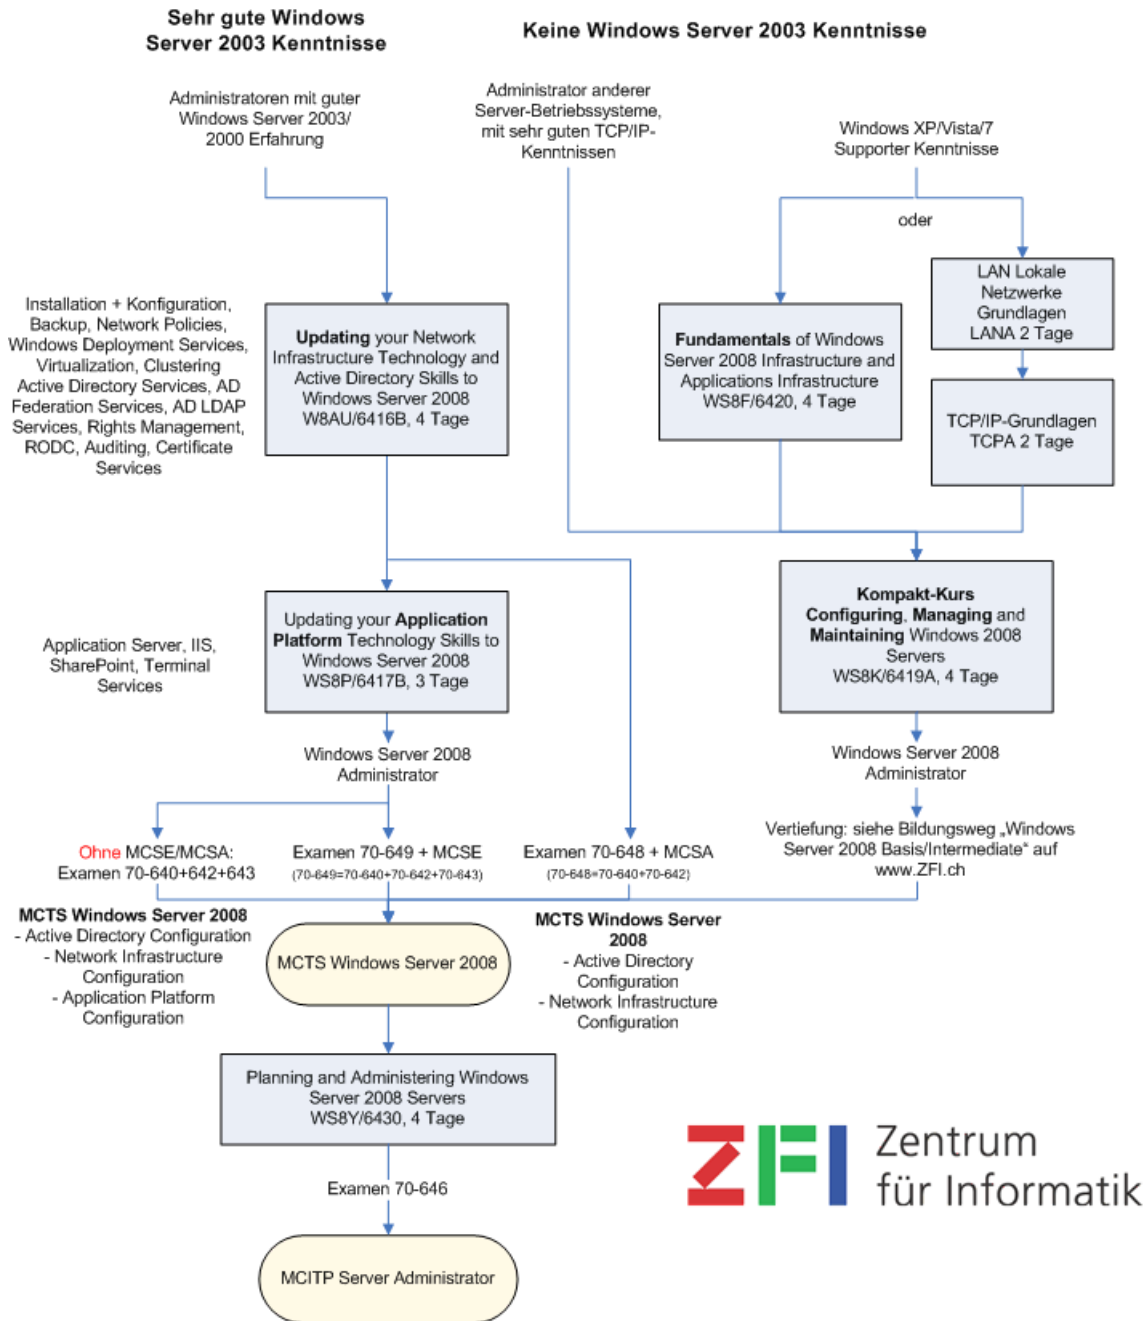 Sehr gute Windows
Server 2003 Kenntnisse
Keine Windows Server 2003 Kenntnisse
Administratoren mit guter
Windows Server 2003/
2000 Erfahrung
Administrator anderer
Server-Betriebssysteme,
mit sehr guten TCP/IP-
Kenntnissen
Windows XP/Vista/7
Supporter Kenntnisse
oder
Installation + Konfiguration,
Backup, Network Policies,
Windows Deployment Services,
Virtualization, Clustering
Active Directory Services, AD
Federation Services, AD LDAP
Services, Rights Management,
RODC, Auditing, Certificate
Services
Updating your Network
Infrastructure Technology and
Active Directory Skills to
Windows Server 2008
W8AU/6416B, 4 Tage
Fundamentals of Windows
Server 2008 Infrastructure and
Applications Infrastructure
WS8F/6420, 4 Tage
LAN Lokale
Netzwerke
Grundlagen
LANA 2 Tage
TCP/IP-Grundlagen
TCPA 2 Tage
Application Server, IIS,
SharePoint, Terminal
Services
Updating your Application
Platform Technology Skills to
Windows Server 2008
WS8P/6417B, 3 Tage
Kompakt-Kurs
Configuring, Managing and
Maintaining Windows 2008
Servers
WS8K/6419A, 4 Tage
Windows Server 2008
Administrator
Windows Server 2008
Administrator
Ohne MCSE/MCSA:
Examen 70-640+642+643
Examen 70-649 + MCSE
(70-649=70-640+70-642+70-643)
Examen 70-648 + MCSA
(70-648=70-640+70-642)
Vertiefung: siehe Bildungsweg „Windows
Server 2008 Basis/Intermediate“ auf
www.ZFI.ch
MCTS Windows Server 2008
- Active Directory Configuration
- Network Infrastructure
Configuration
- Application Platform
Configuration
MCTS Windows Server 2008
MCTS Windows Server
2008
- Active Directory
Configuration
- Network Infrastructure
Configuration
Planning and Administering Windows
Server 2008 Servers
WS8Y/6430, 4 Tage
Examen 70-646
MCITP Server Administrator
ZFI Zentrum
für Informatik